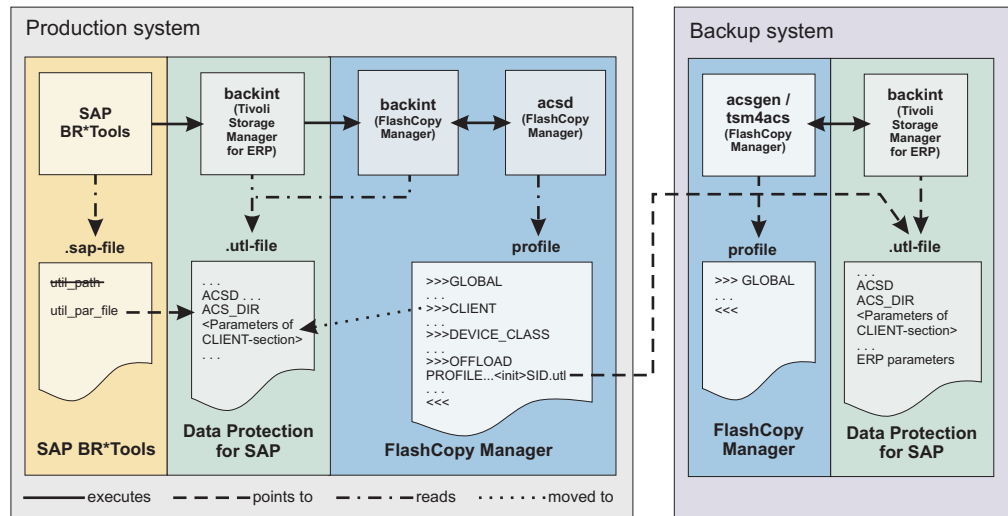 Production system
SAP
BR*Tools
backint
(Tivoli
Storage
Manager
for ERP)
backint
(FlashCopy
Manager)
acsd
(FlashCopy
Manager)
.sap-file
.utl-file
profile
util_path
util_par_file
. . .
ACSD . . .
ACS_DIR
<Parameters of
CLIENT-section>
. . .
>>>GLOBAL
. . .
>>>CLIENT
. . .
>>>DEVICE_CLASS
. . .
>>>OFFLOAD
PROFILE...<init>SID.utl
. . .
<<<
SAP BR*Tools
Data Protection
for SAP
FlashCopy Manager
executes
points to
reads
moved to
Backup system
acsgen /
tsm4acs
(FlashCopy
Manager)
backint
(Tivoli
Storage
Manager
for ERP)
profile
.utl-file
>>> GLOBAL
. . .
<<<
. . .
ACSD
ACS_DIR
<Parameters of
CLIENT-section>
. . .
ERP parameters
FlashCopy
Manager
Data Protection
for SAP